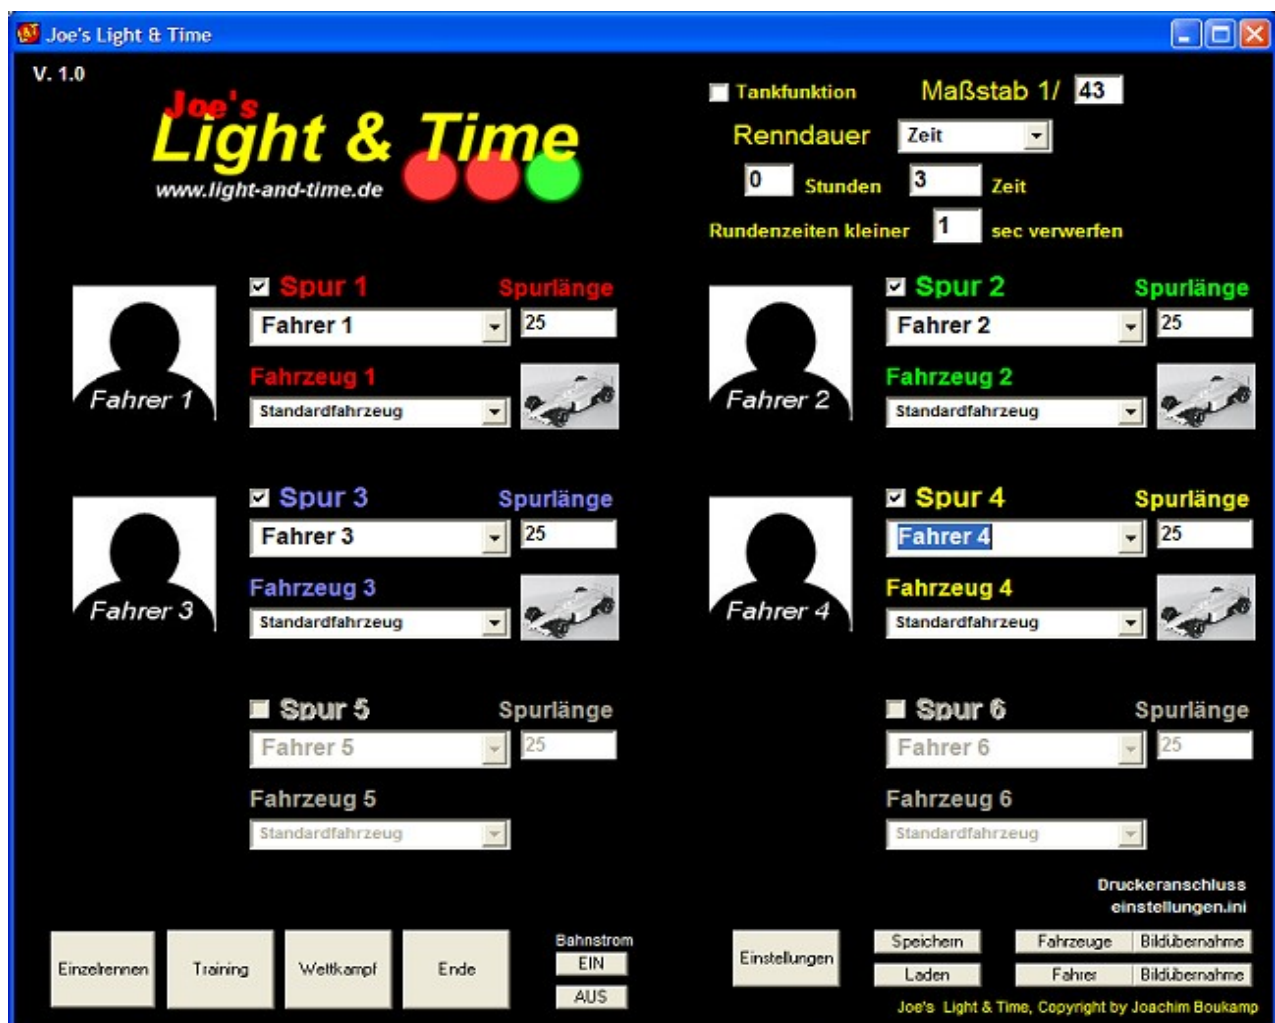 Joe's Light & Time
V. 1.0
Joe's
Light & Time
www.light-and-time.de
Tankfunktion Maßstab 1/ 43
Renndauer Zeit
0 Stunden 3 Zeit
Rundenzeiten kleiner 1 sec verwerfen
Spur 1 Spurlänge
Fahrer 1 25
Fahrzeug 1
Fahrer 1
Standardfahrzeug
Spur 2 Spurlänge
Fahrer 2 25
Fahrzeug 2
Fahrer 2
Standardfahrzeug
Spur 3 Spurlänge
Fahrer 3 25
Fahrzeug 3
Fahrer 3
Standardfahrzeug
Spur 4 Spurlänge
Fahrer 4 25
Fahrzeug 4
Fahrer 4
Standardfahrzeug
Spur 5 Spurlänge
Fahrer 5 25
Fahrzeug 5
Standardfahrzeug
Spur 6 Spurlänge
Fahrer 6 25
Fahrzeug 6
Standardfahrzeug
Druckeranschluss
einstellungen.ini
Einzelrennen Training Wettkampf Ende
Bahnstrom
EIN
AUS
Einstellungen
Speichern Fahrzeuge Bildübernahme
Laden Fahrer Bildübernahme
Joe's Light & Time, Copyright by Joachim Boukamp